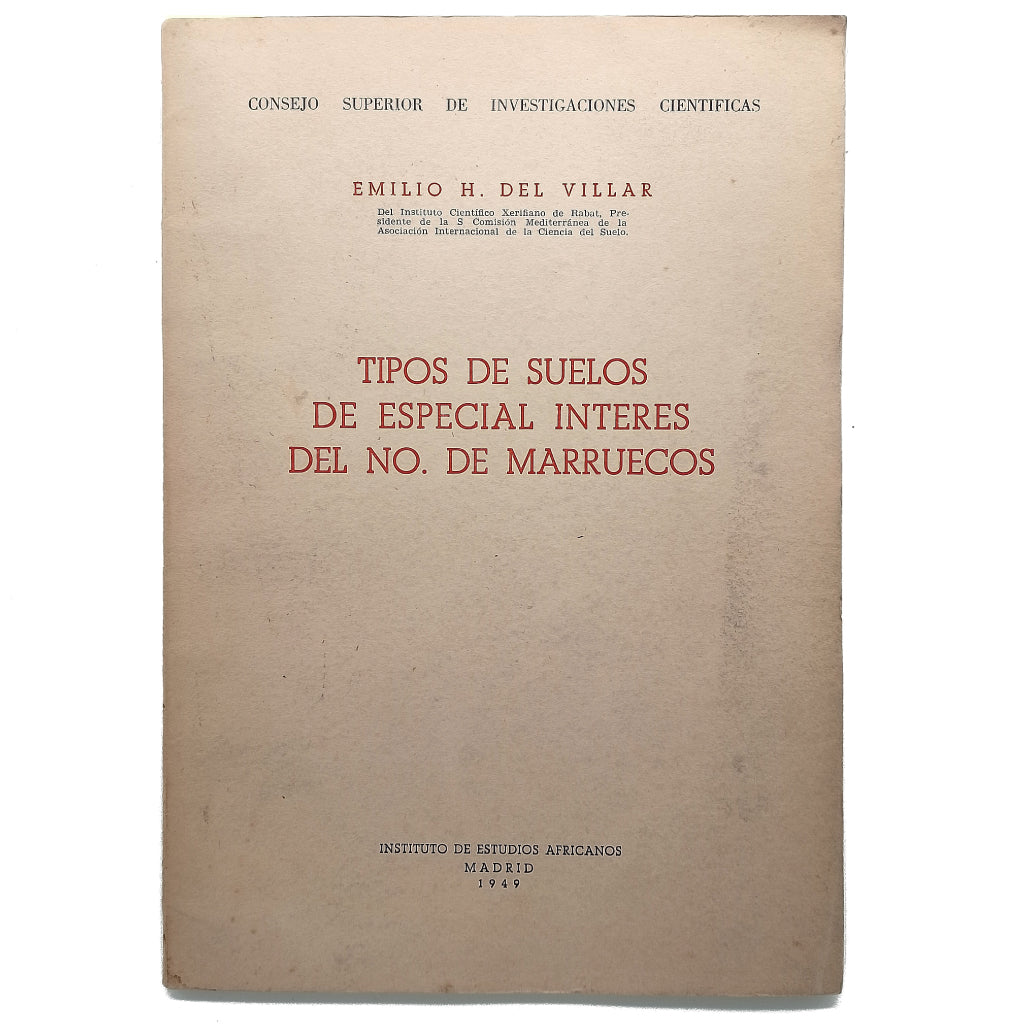 CONSEJO SUPERIOR DE INVESTIGACIONES CIENTIFICAS
EMILIO H. DEL VILLAR
Del Instituto Científico Xerifiano de Rabat, Pre-
sidente de la S Comisión Mediterránea de la
Asociación Internacional de la Ciencia del Suelo.
TIPOS DE SUELOS
DE ESPECIAL INTERES
DEL NO. DE MARRUECOS
INSTITUTO DE ESTUDIOS AFRICANOS
MADRID
1949